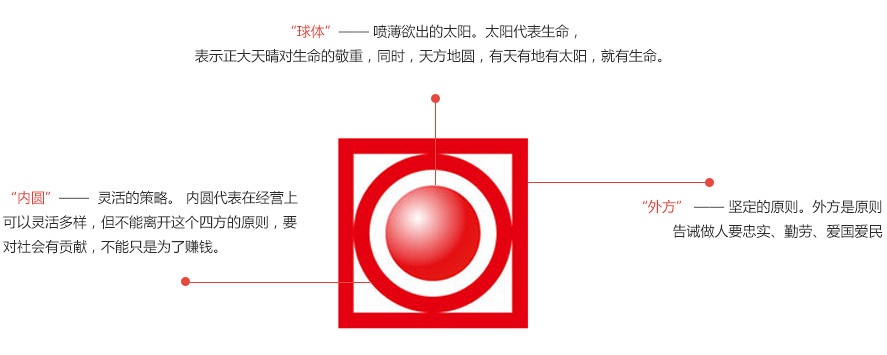 “球体” —— 喷薄欲出的太阳。太阳代表生命，
表示正大天晴对生命的敬重，同时，天方地圆，有天有地有太阳，就有生命。
“内圆” —— 灵活的策略。 内圆代表在经营上
可以灵活多样，但不能离开这个四方的原则，要
对社会有贡献，不能只是为了赚钱。
“外方” —— 坚定的原则。外方是原则
告诫做人要忠实、勤劳、爱国爱民